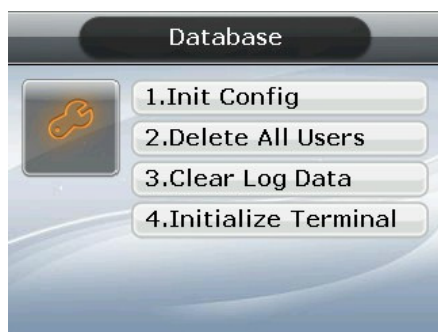 Database
1.Init Config
2.Delete All Users
3.Clear Log Data
4.Initialize Terminal